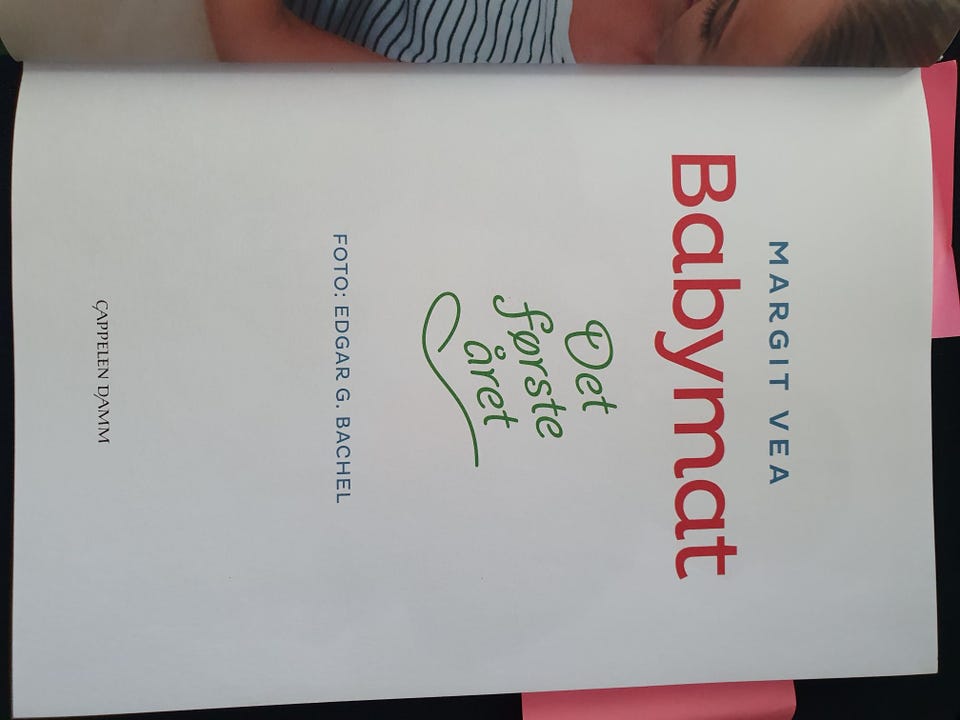 MARGIT VEA
Babymat
Det
første
året
FOTO: EDGAR G. BACHEL
CAPPELEN DAMM